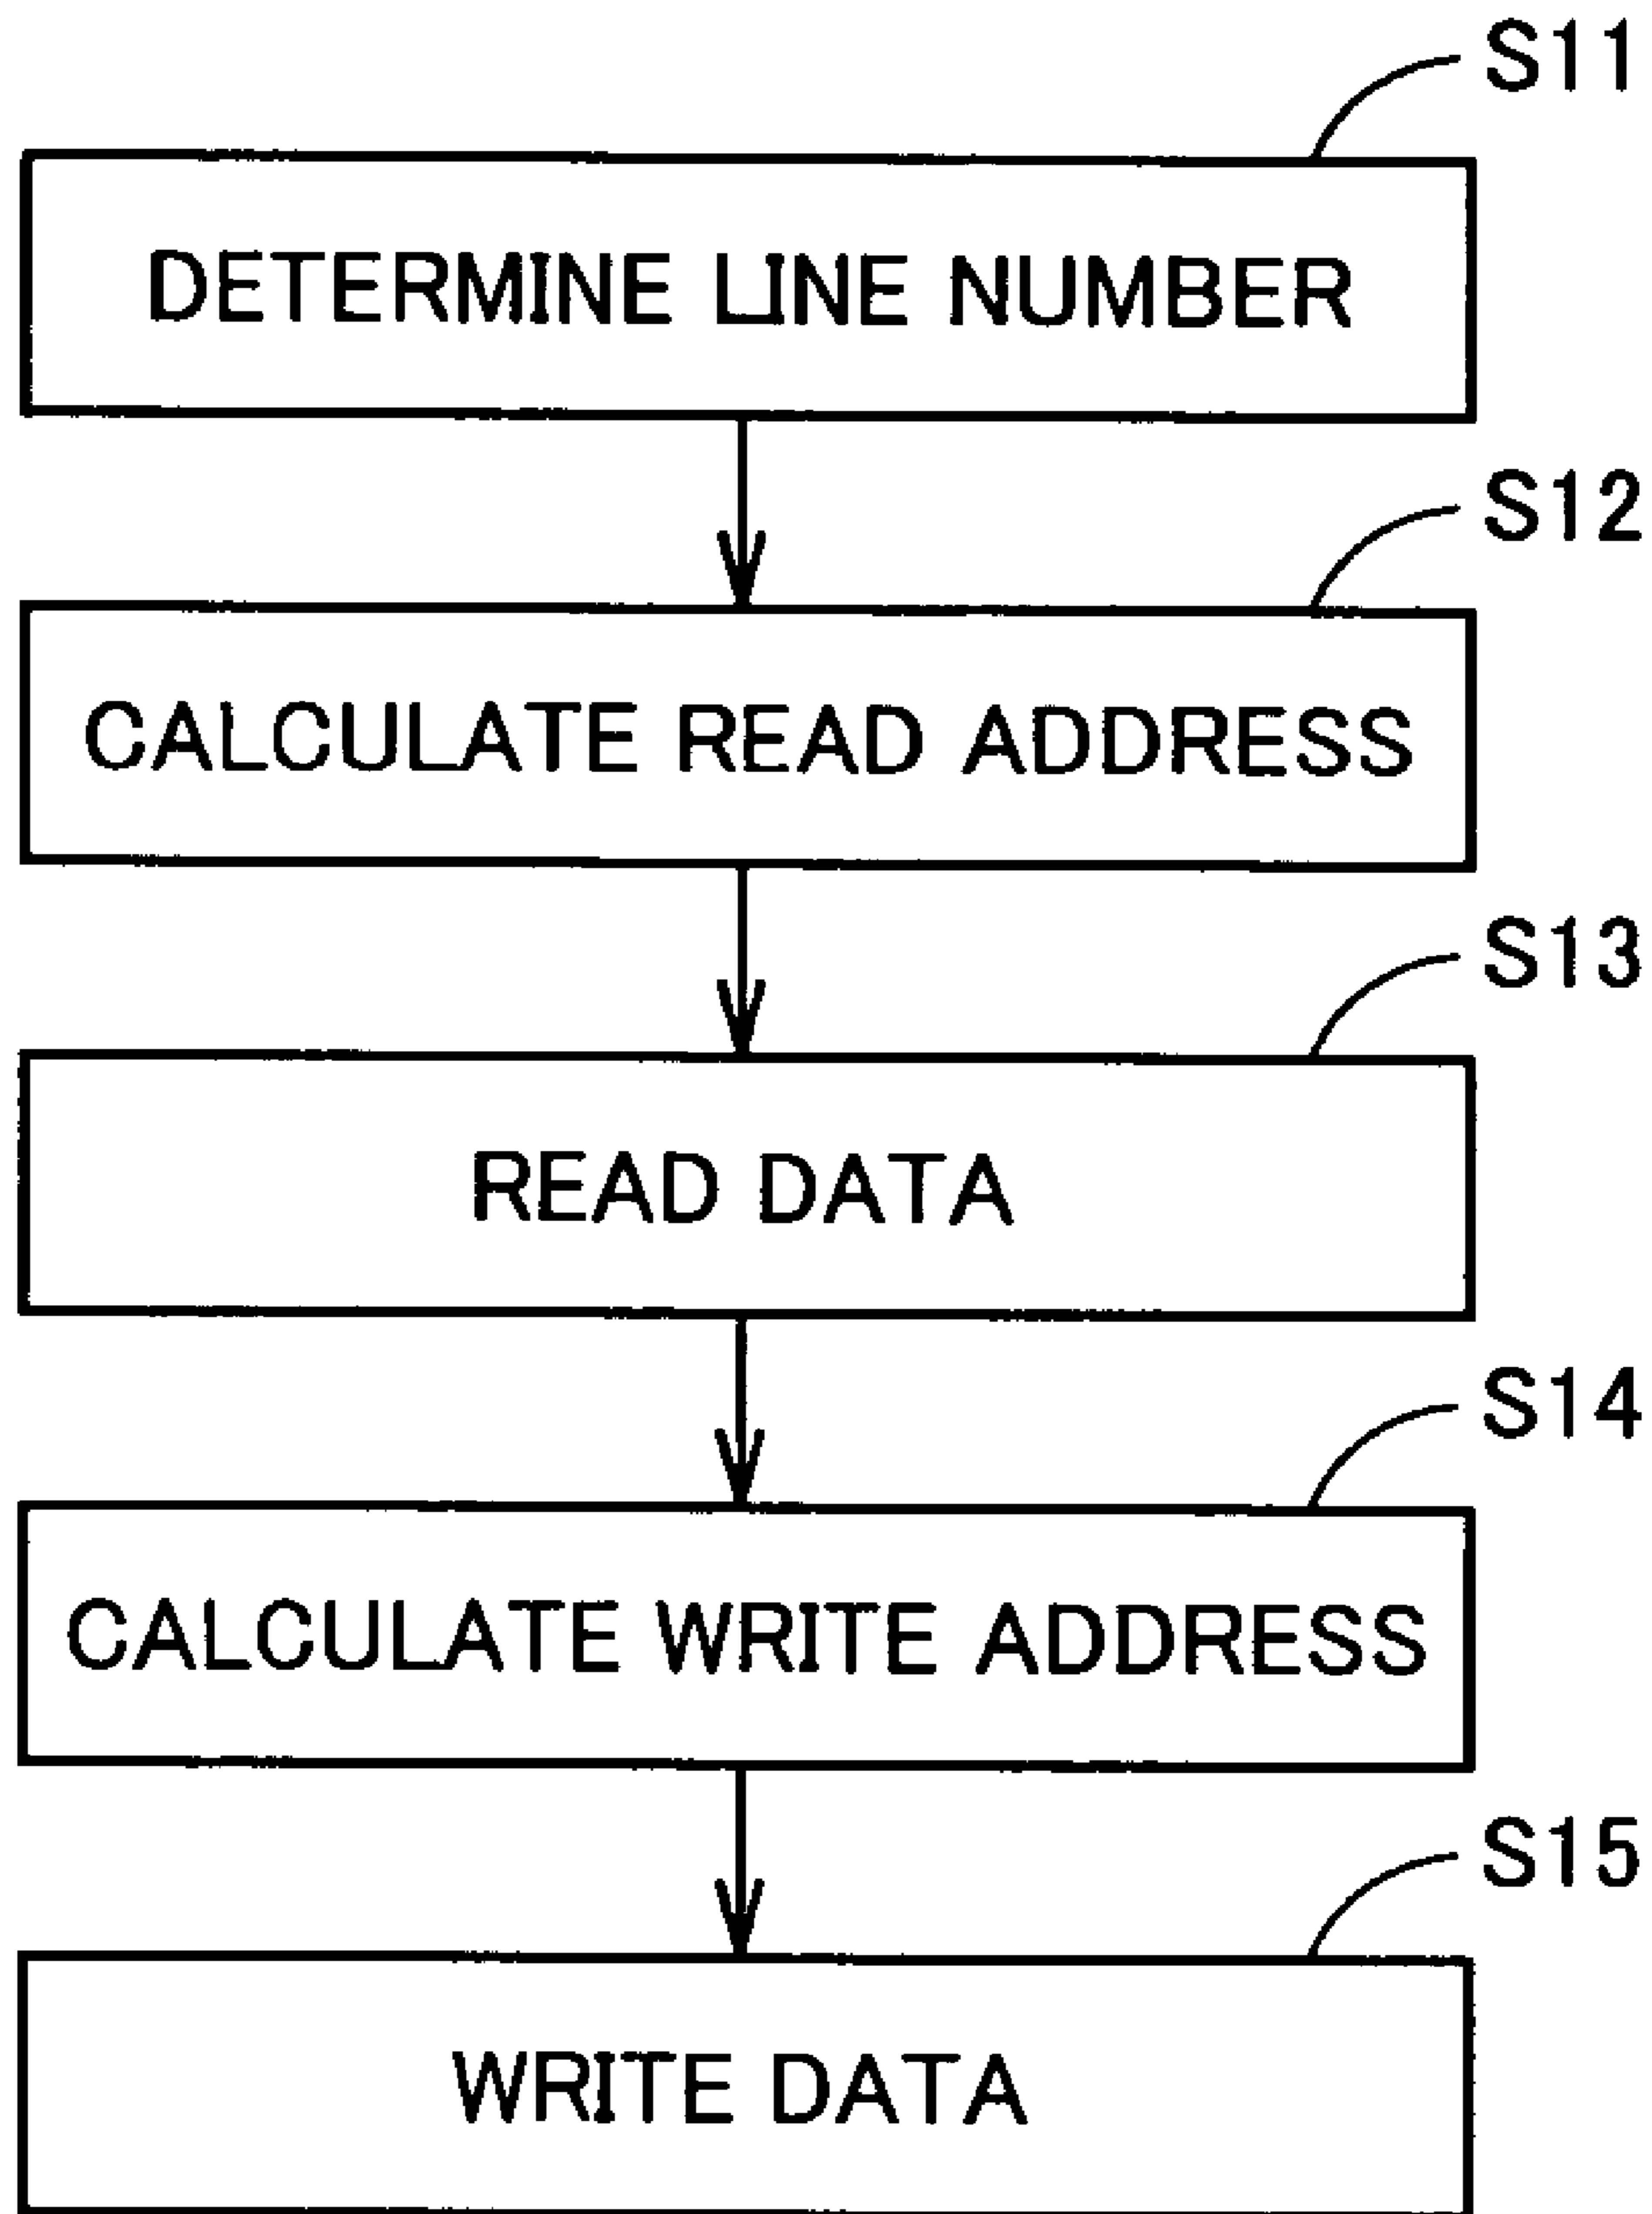 S11
DETERMINE LINE NUMBER
S12
CALCULATE READ ADDRESS
S13
READ DATA
S14
CALCULATE WRITE ADDRESS
S15
WRITE DATA